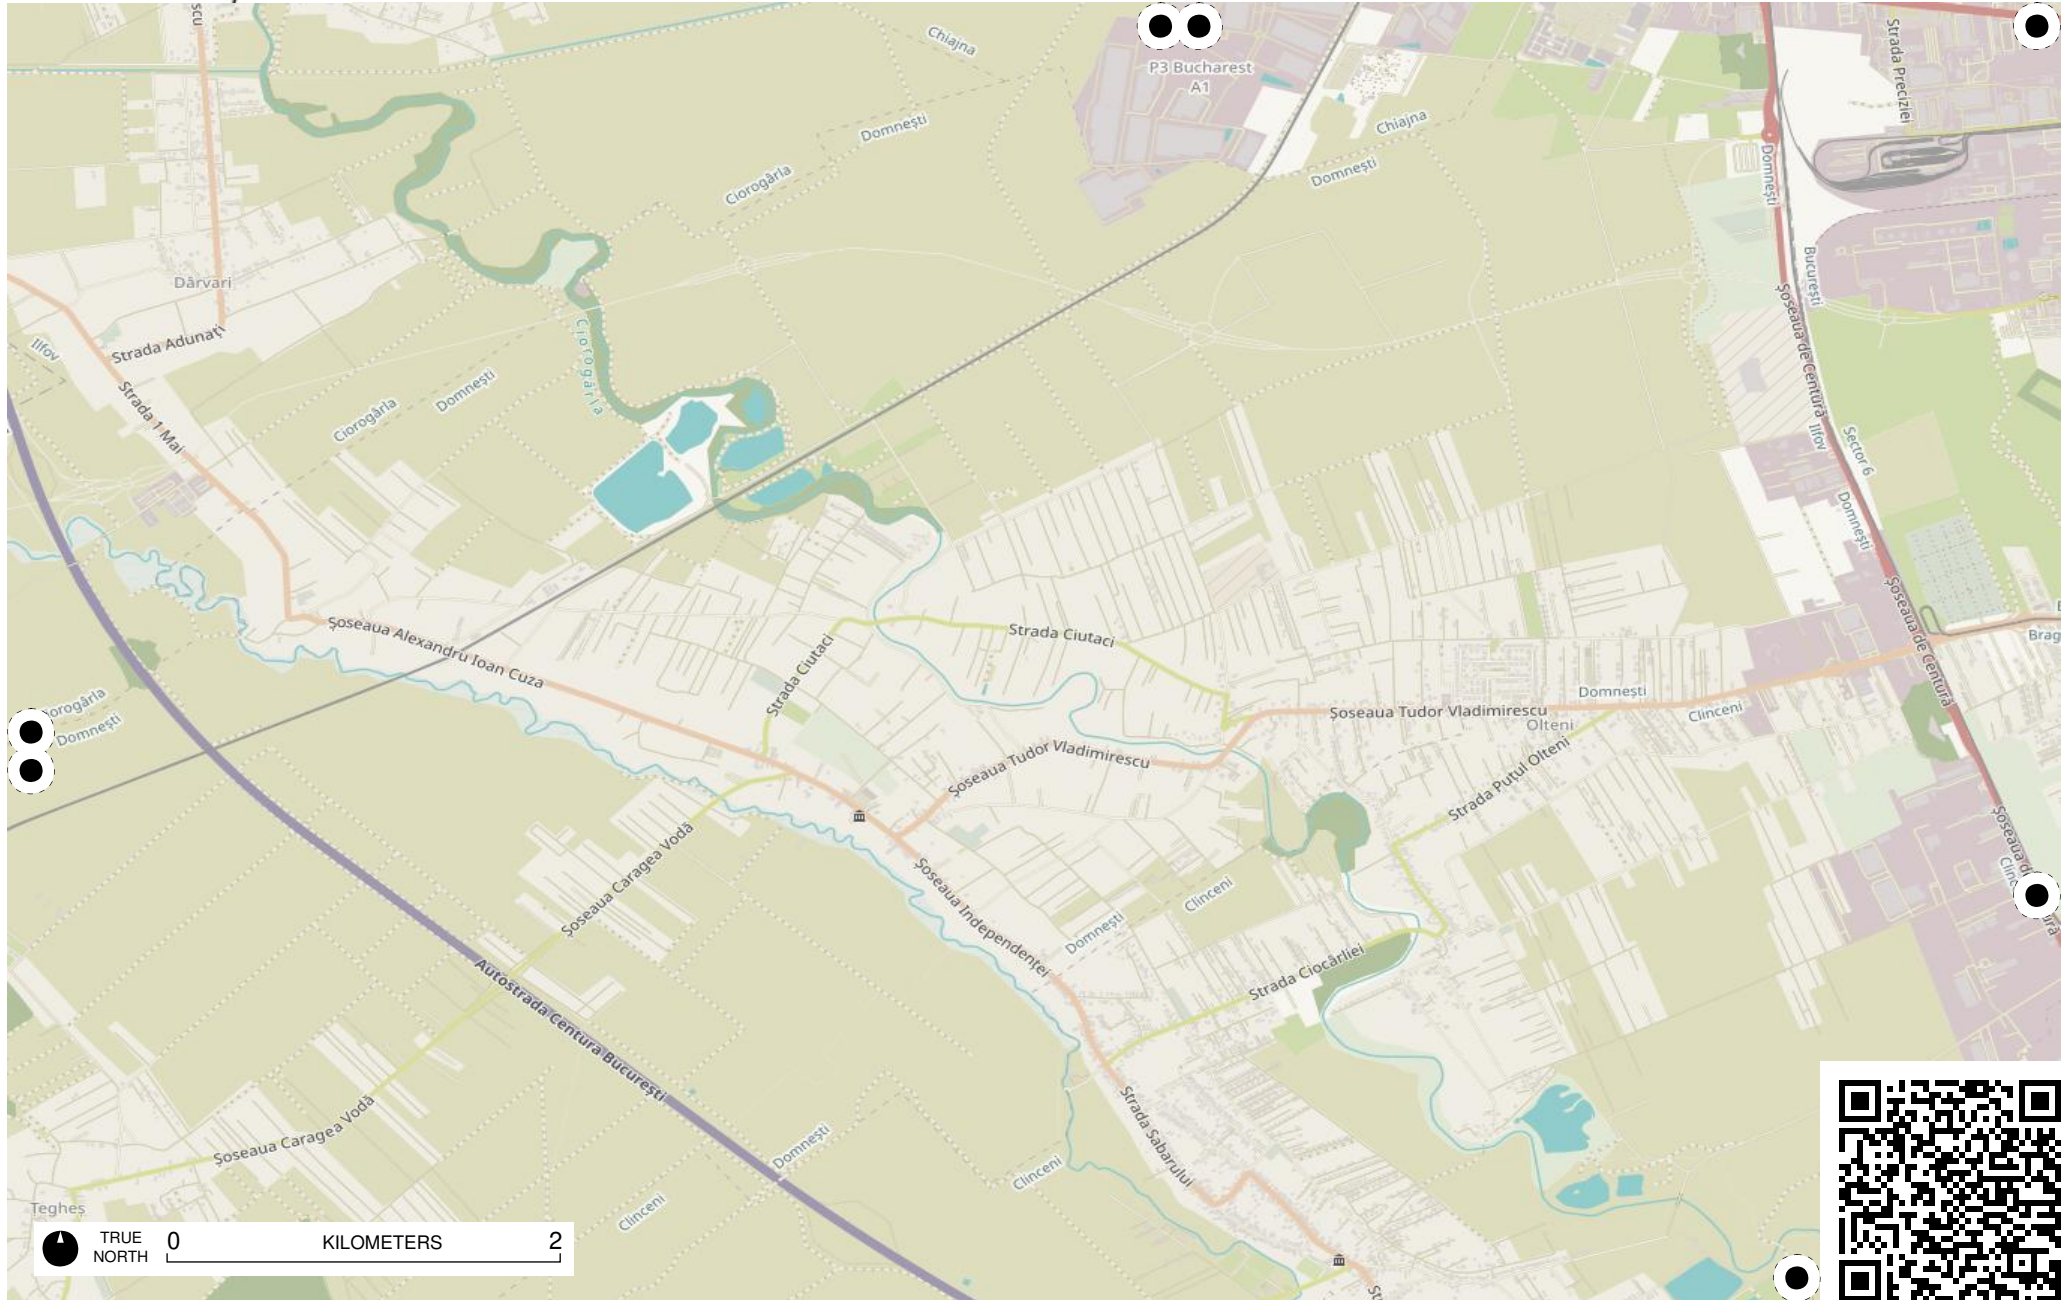 Chiajna
P3 Bucharest
A1
Strada Preciziei
Domnești
Chiajna
Domnești
Domnești
Ciorogârla
București
Dârvari
Șoseaua de Centură
Strada Adunați
Ilfov
Ciorogârla
Domnești
Strada 1 Mai
Ciorogârla
Ilfov
Sector 6
Domnești
Șoseaua de Centură
Șoseaua Alexandru Ioan Cuza
Strada Ciutaci
Strada Ciutaci
Domnești
Clinceni
Șoseaua Tudor Vladimirescu
Olteni
Domnești
Șoseaua Tudor Vladimirescu
Strada Puțul Olteni
Șoseaua Caragea Vodă
Șoseaua Independenței
Clinceni
Domnești
Strada Ciocârliei
Autostrada Centura București
Strada Sabarului
Șoseaua Caragea Vodă
Domnești
Clinceni
Clinceni
Teghes
TRUE
NORTH
0 KILOMETERS 2